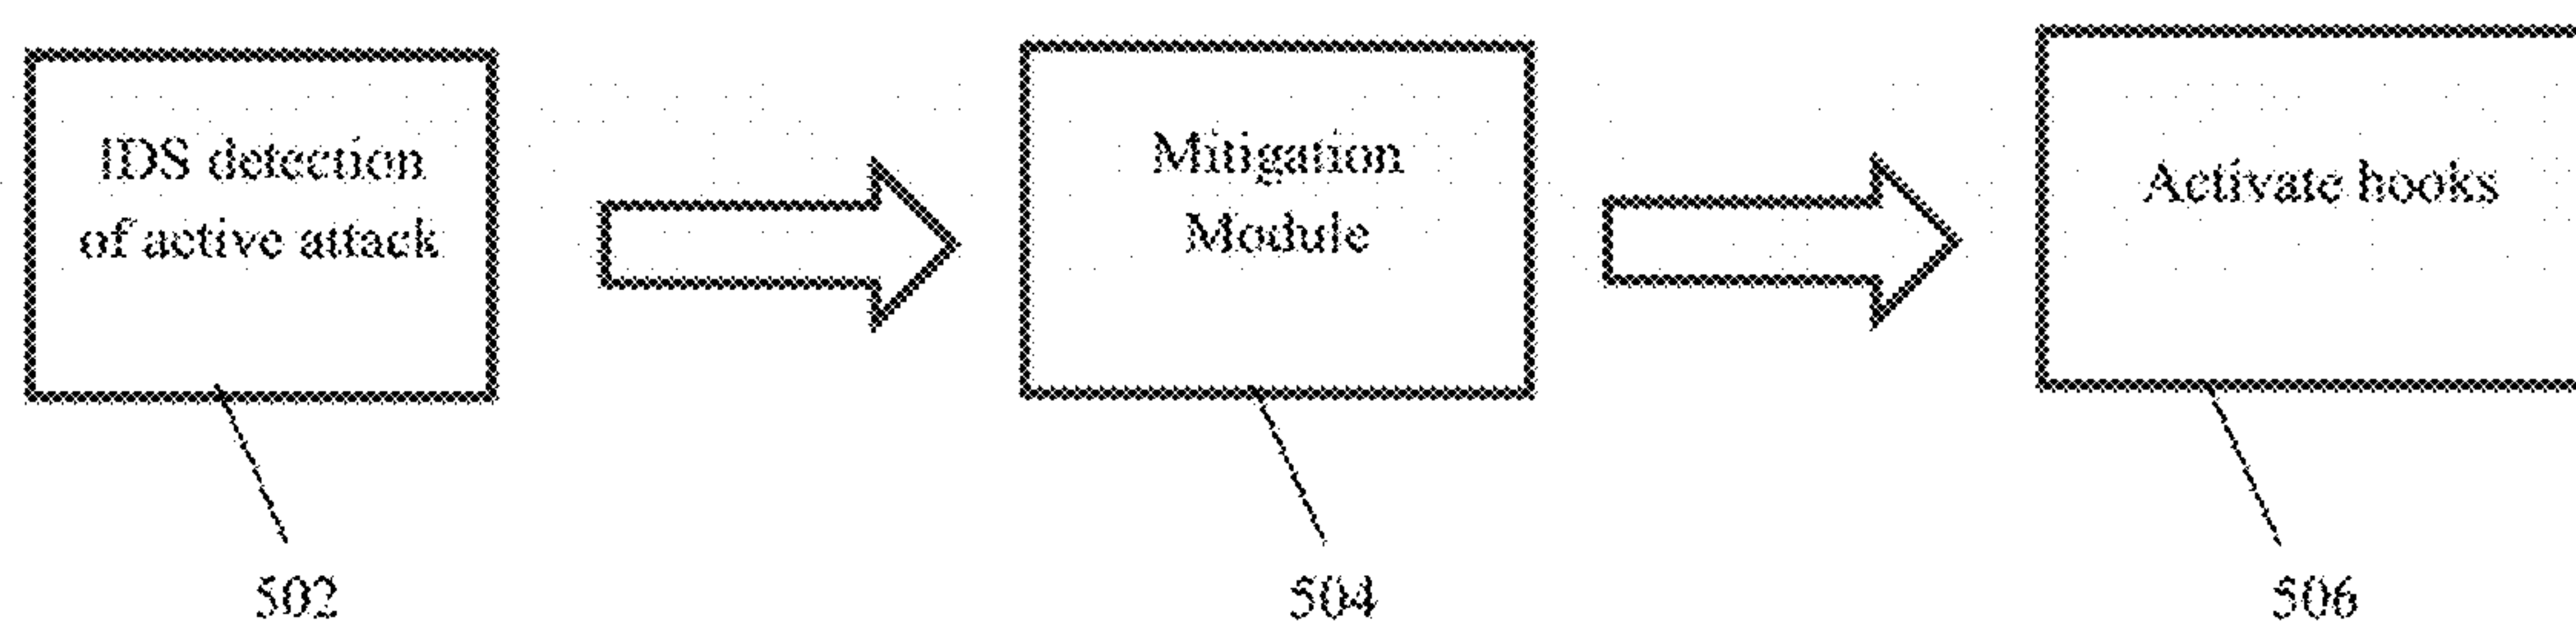 IDS detection
of active attack
Mitigation
Module
Activate hooks
502
504
506